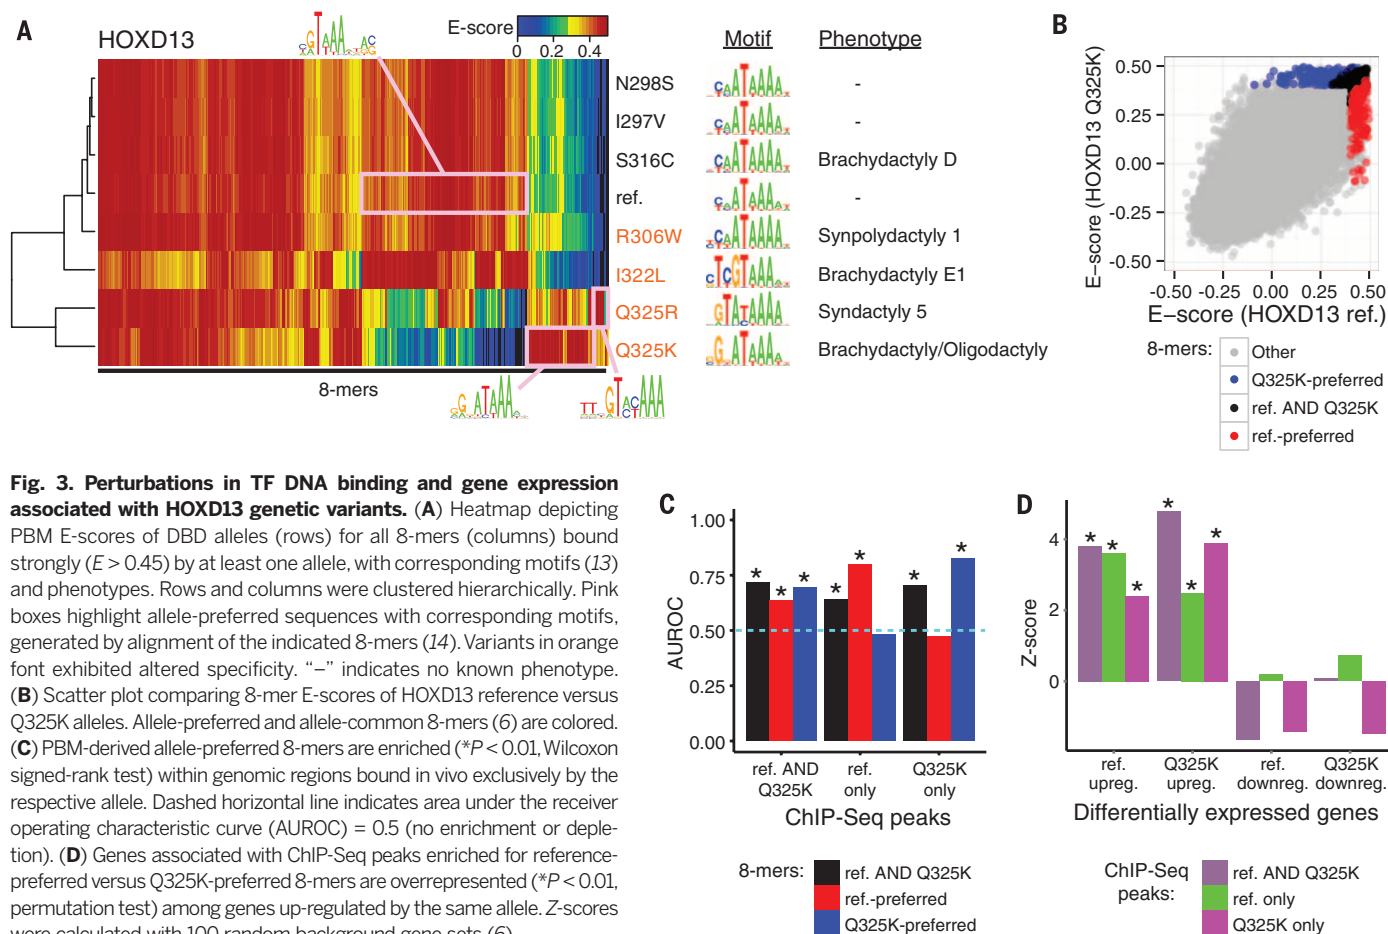 A
HOXD13
E-score
0 0.2 0.4
Motif
Phenotype
N298S
-
I297V
-
S316C
Brachydactyly D
ref.
-
R306W
Synpolydactyly 1
I322L
Brachydactyly E1
Q325R
Syndactyly 5
Q325K
Brachydactyly/Oligodactyly
8-mers
B
E−score (HOXD13 Q325K)
0.50
0.25
0.00
-0.25
-0.50
-0.50 -0.25 0.00 0.25 0.50
E−score (HOXD13 ref.)
8-mers:
Other
Q325K-preferred
ref. AND Q325K
ref.-preferred
Fig. 3. Perturbations in TF DNA binding and gene expression
associated with HOXD13 genetic variants. (A) Heatmap depicting
PBM E-scores of DBD alleles (rows) for all 8-mers (columns) bound
strongly (E > 0.45) by at least one allele, with corresponding motifs (13)
and phenotypes. Rows and columns were clustered hierarchically. Pink
boxes highlight allele-preferred sequences with corresponding motifs,
generated by alignment of the indicated 8-mers (14). Variants in orange
font exhibited altered specificity. “–” indicates no known phenotype.
(B) Scatter plot comparing 8-mer E-scores of HOXD13 reference versus
Q325K alleles. Allele-preferred and allele-common 8-mers (6) are colored.
(C) PBM-derived allele-preferred 8-mers are enriched (*P < 0.01, Wilcoxon
signed-rank test) within genomic regions bound in vivo exclusively by the
respective allele. Dashed horizontal line indicates area under the receiver
operating characteristic curve (AUROC) = 0.5 (no enrichment or deple-
tion). (D) Genes associated with ChIP-Seq peaks enriched for reference-
preferred versus Q325K-preferred 8-mers are overrepresented (*P < 0.01,
permutation test) among genes up-regulated by the same allele. Z-scores
were calculated with 100 random background gene sets (6).
C
AUROC
1.00
0.75
0.50
0.25
0.00
* * * * * * *
ref. AND Q325K
ref. only
Q325K only
ChIP-Seq peaks
8-mers:
ref. AND Q325K
ref.-preferred
Q325K-preferred
D
Z-score
4
2
0
* * * * * *
ref. upreg.
Q325K upreg.
ref. downreg.
Q325K downreg.
Differentially expressed genes
ChIP-Seq peaks:
ref. AND Q325K
ref. only
Q325K only